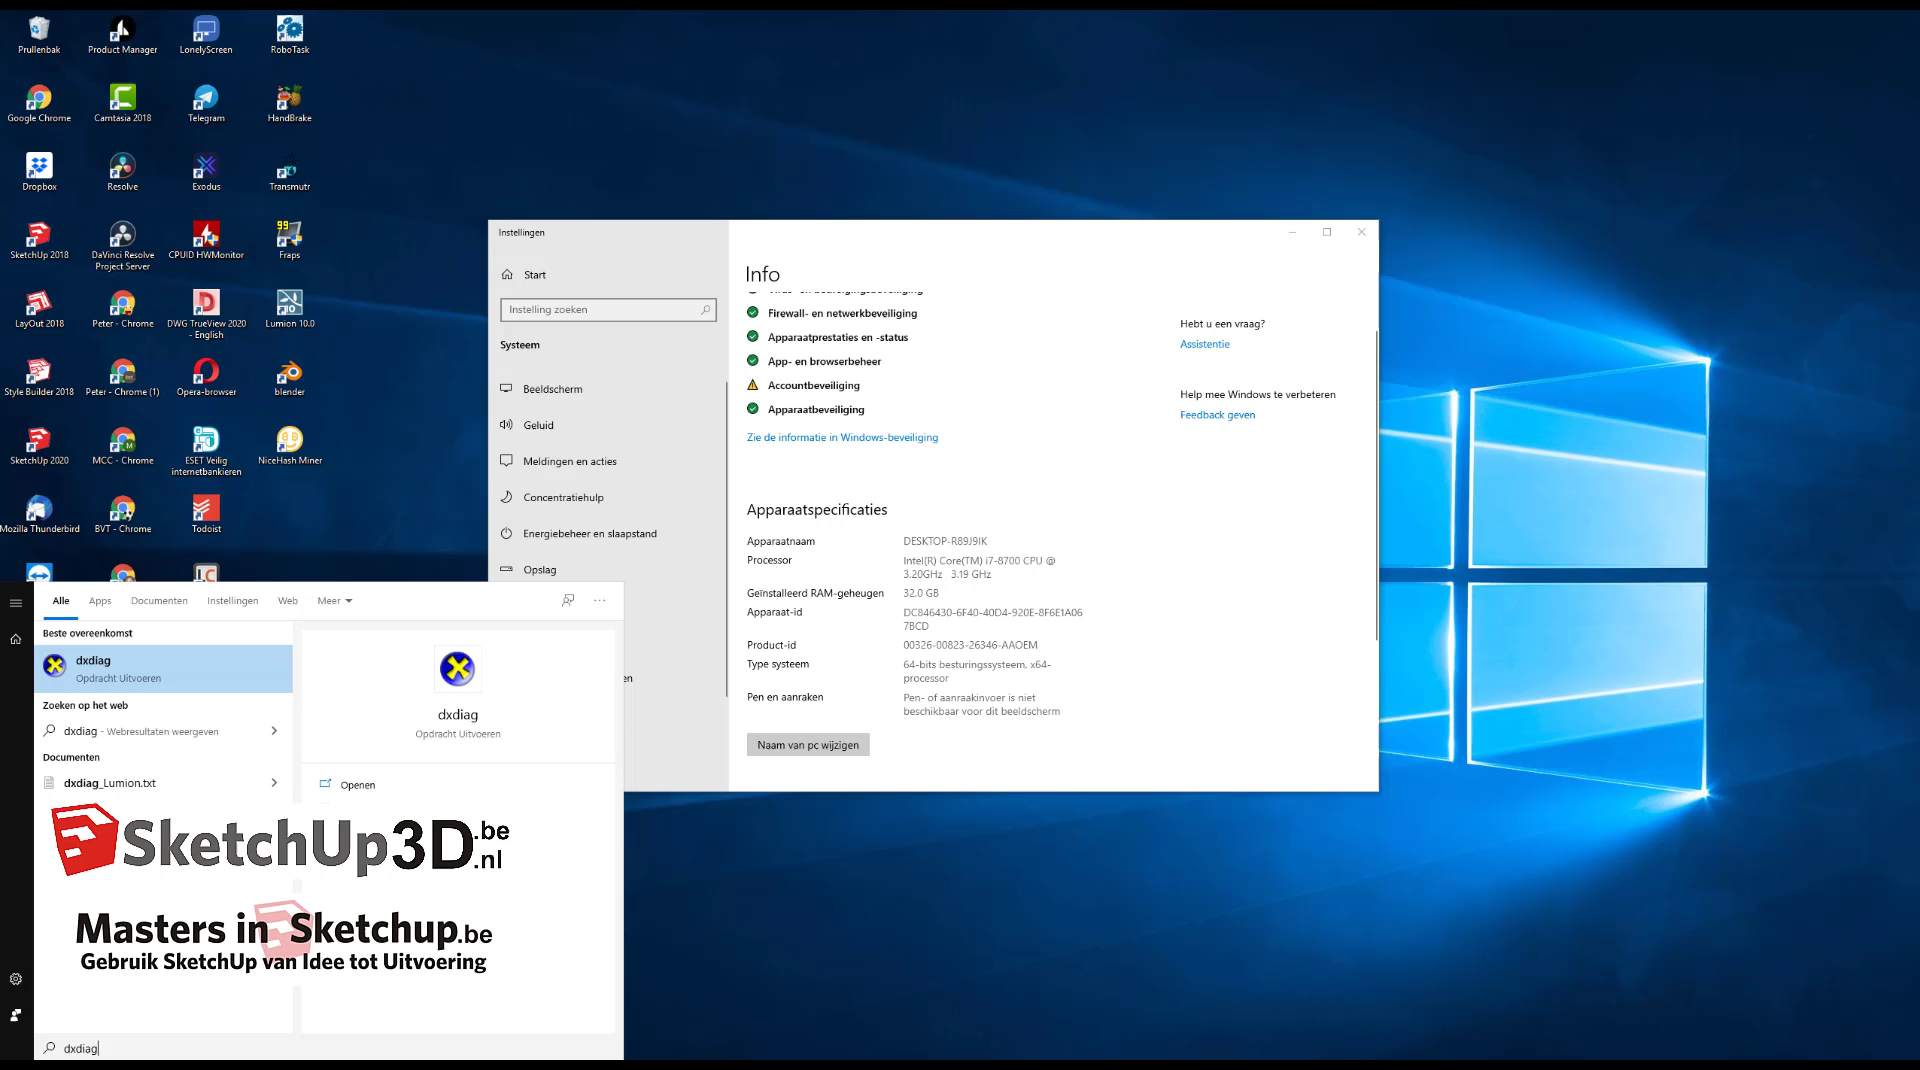 Prullenbak
Product Manager
LonelyScreen
RoboTask
Google Chrome
Camtasia 2018
Telegram
HandBrake
Dropbox
Resolve
Exodus
Transmutr
SketchUp 2018
DaVinci Resolve
Project Server
CPUID HWMonitor
99
Fraps
LayOut 2018
Peter - Chrome
DWG TrueView 2020
- English
Lumion 10.0
Style Builder 2018
Peter - Chrome (1)
Opera-browser
blender
SketchUp 2020
MCC - Chrome
ESET Veilig
internetbankieren
NiceHash Miner
Mozilla Thunderbird
BVT - Chrome
Todoist
Instellingen
Start
Instelling zoeken
Systeem
Beeldscherm
Geluid
Meldingen en acties
Concentratiehulp
Energiebeheer en slaapstand
Opslag
en
Info
Firewall- en netwerkbeveiliging
Apparaatprestaties en -status
App- en browserbeheer
Accountbeveiliging
Apparaatbeveiliging
Zie de informatie in Windows-beveiliging
Apparaatspecificaties
Apparaatnaam DESKTOP-R89J9IK
Processor Intel(R) Core(TM) i7-8700 CPU @
3.20GHz 3.19 GHz
Geïnstalleerd RAM-geheugen 32.0 GB
Apparaat-id DC846430-6F40-40D4-920E-8F6E1A06
7BCD
Product-id 00326-00823-26346-AAOEM
Type systeem 64-bits besturingssysteem, x64-
processor
Pen en aanraken Pen- of aanraakinvoer is niet
beschikbaar voor dit beeldscherm
Naam van pc wijzigen
Hebt u een vraag?
Assistentie
Help mee Windows te verbeteren
Feedback geven
Alle Apps Documenten Instellingen Web Meer
Beste overeenkomst
dxdiag
Opdracht Uitvoeren
Zoeken op het web
dxdiag - Webresultaten weergeven
Documenten
dxdiag_Lumion.txt
dxdiag
Opdracht Uitvoeren
Openen
SketchUp3D.be
.nl
Masters in Sketchup.be
Gebruik SketchUp van Idee tot Uitvoering
dxdiag